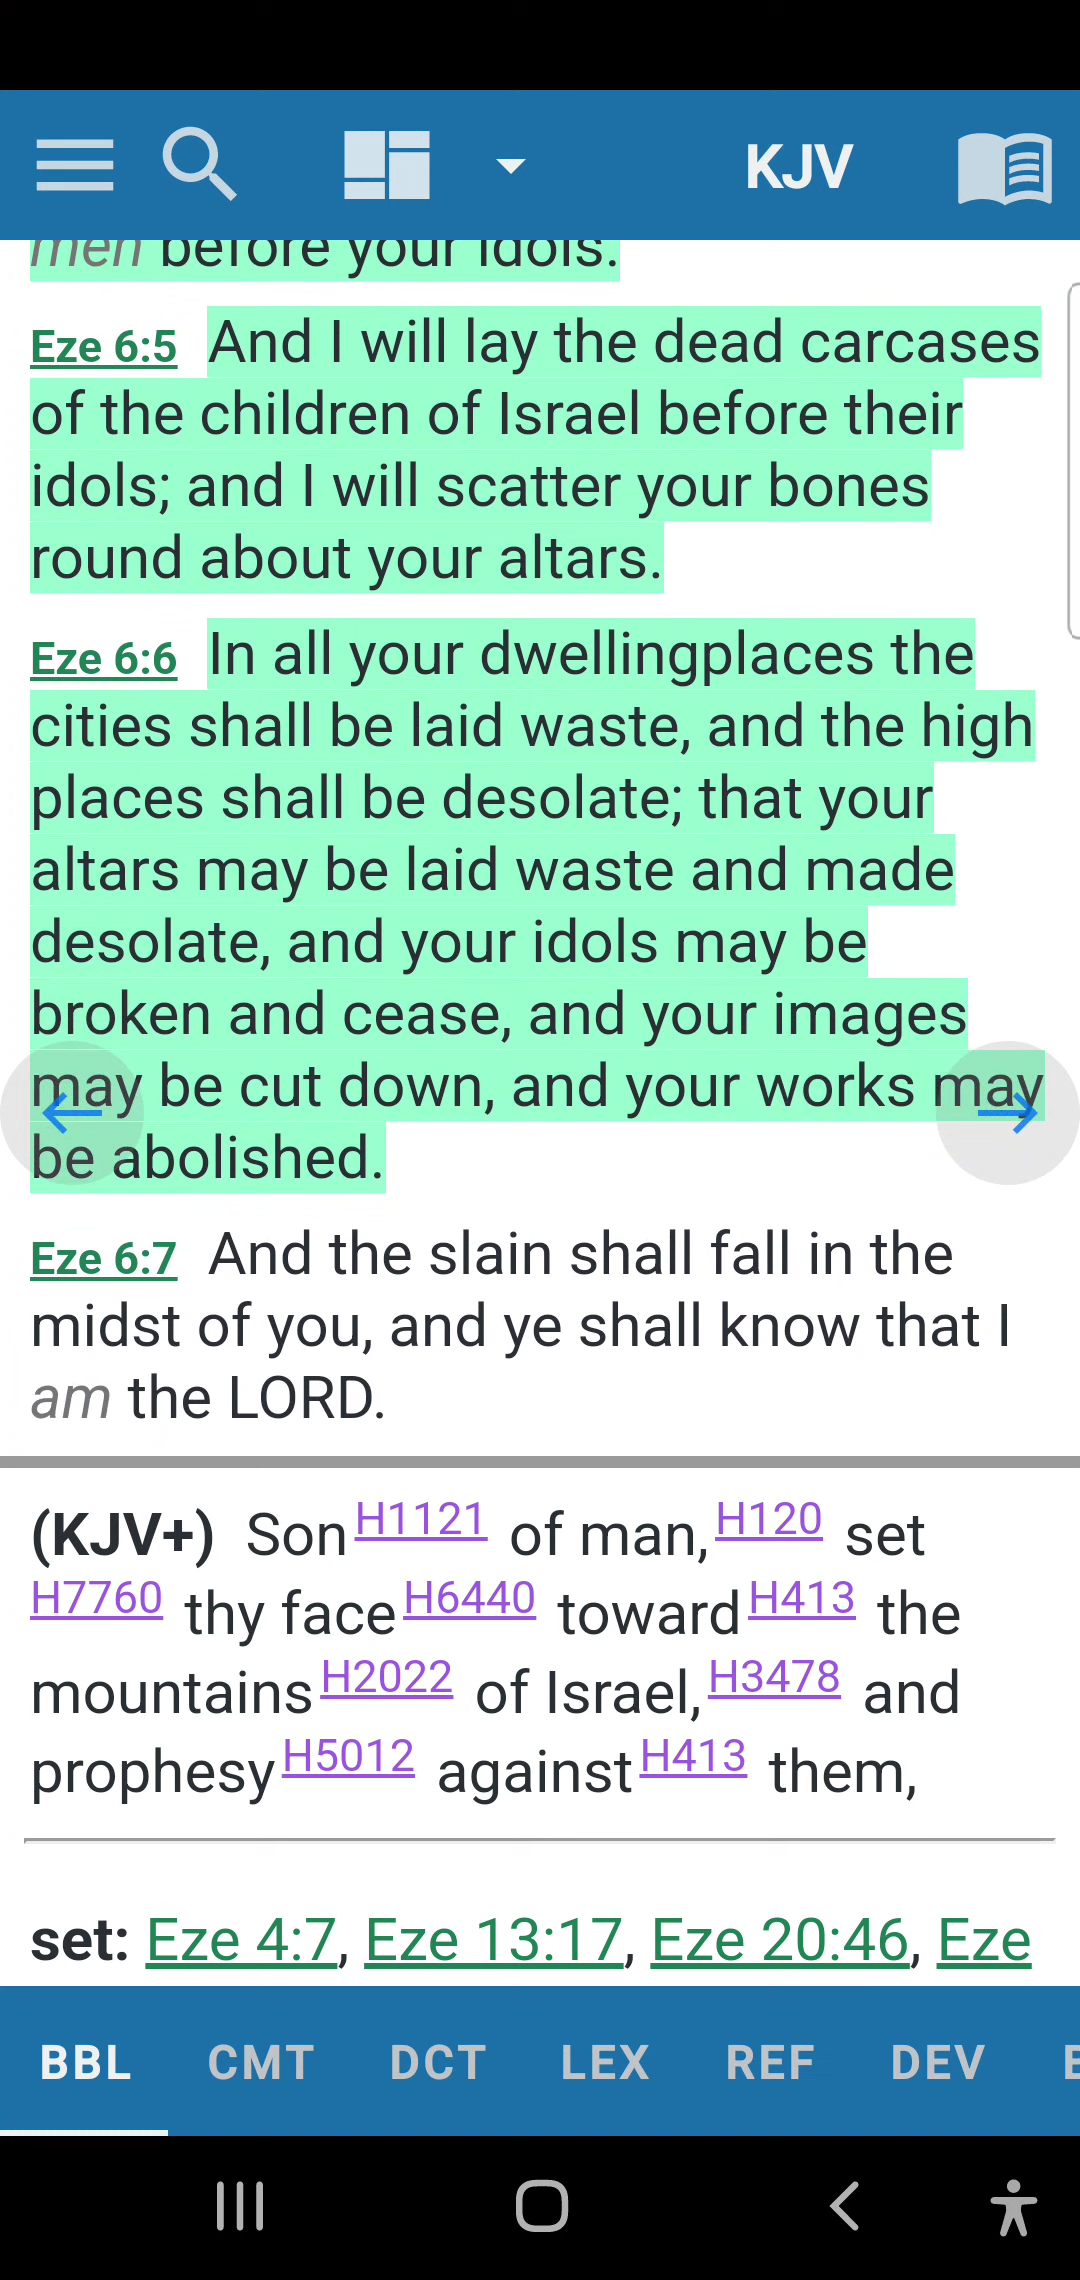 KJV
men before your idols.
Eze 6:5 And I will lay the dead carcases
of the children of Israel before their
idols; and I will scatter your bones
round about your altars.
Eze 6:6 In all your dwellingplaces the
cities shall be laid waste, and the high
places shall be desolate; that your
altars may be laid waste and made
desolate, and your idols may be
broken and cease, and your images
may be cut down, and your works may
be abolished.
Eze 6:7 And the slain shall fall in the
midst of you, and ye shall know that I
am the LORD.
(KJV+) Son H1121 of man, H120 set
H7760 thy face H6440 toward H413 the
mountains H2022 of Israel, H3478 and
prophesy H5012 against H413 them,
set: Eze 4:7, Eze 13:17, Eze 20:46, Eze
BBL CMT DCT LEX REF DEV